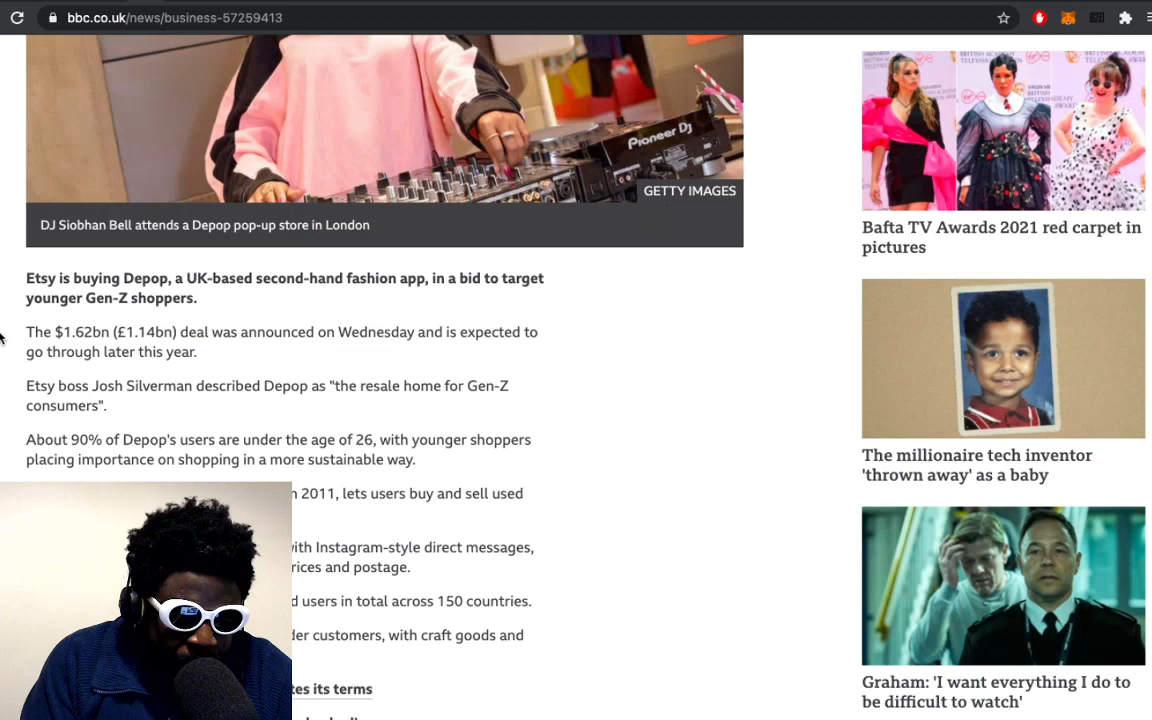 bbc.co.uk/news/business-57259413
Pioneer Dj
GETTY IMAGES
DJ Siobhan Bell attends a Depop pop-up store in London
Etsy is buying Depop, a UK-based second-hand fashion app, in a bid to target
younger Gen-Z shoppers.
The $1.62bn (£1.14bn) deal was announced on Wednesday and is expected to
go through later this year.
Etsy boss Josh Silverman described Depop as "the resale home for Gen-Z
consumers".
About 90% of Depop's users are under the age of 26, with younger shoppers
placing importance on shopping in a more sustainable way.
2011, lets users buy and sell used
with Instagram-style direct messages,
and postage.
users in total across 150 countries.
customers, with craft goods and
its terms
Bafta TV Awards 2021 red carpet in
pictures
The millionaire tech inventor
'thrown away' as a baby
Graham: 'I want everything I do to
be difficult to watch'